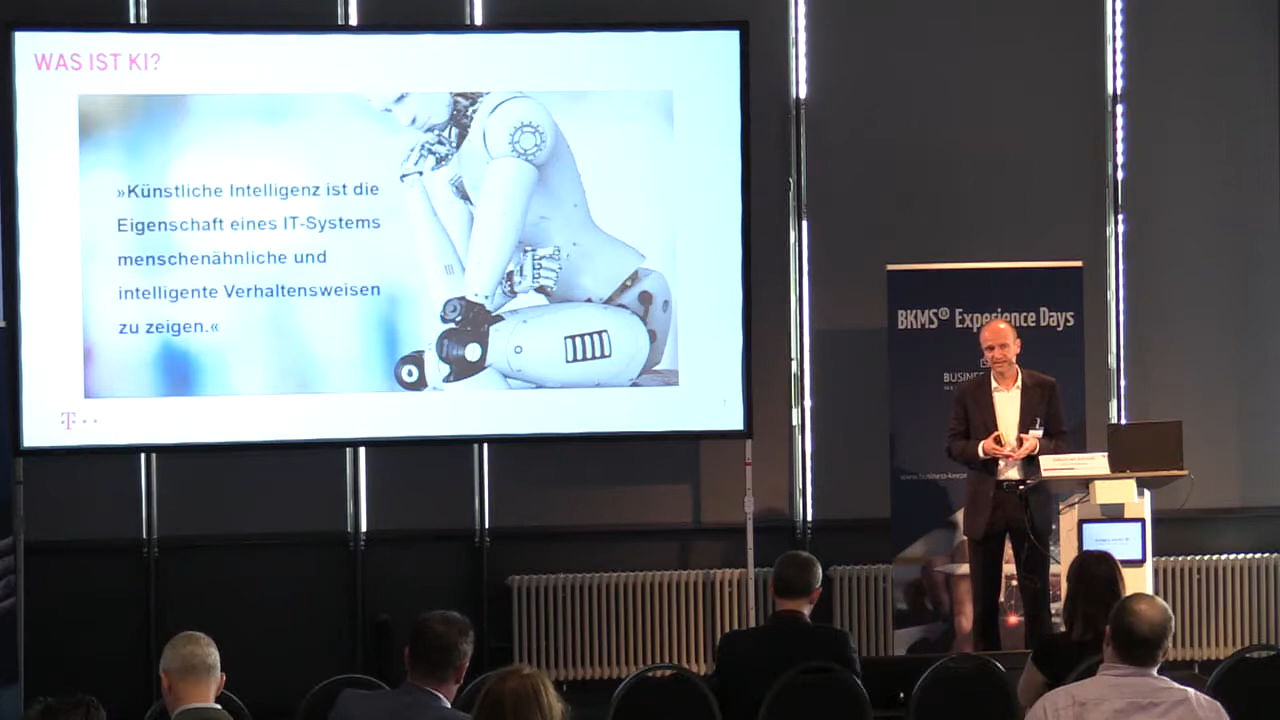 WAS IST KI?
»Künstliche Intelligenz ist die
Eigenschaft eines IT-Systems
menschenähnliche und
intelligente Verhaltensweisen
zu zeigen.«
T
BKMS® Experience Days